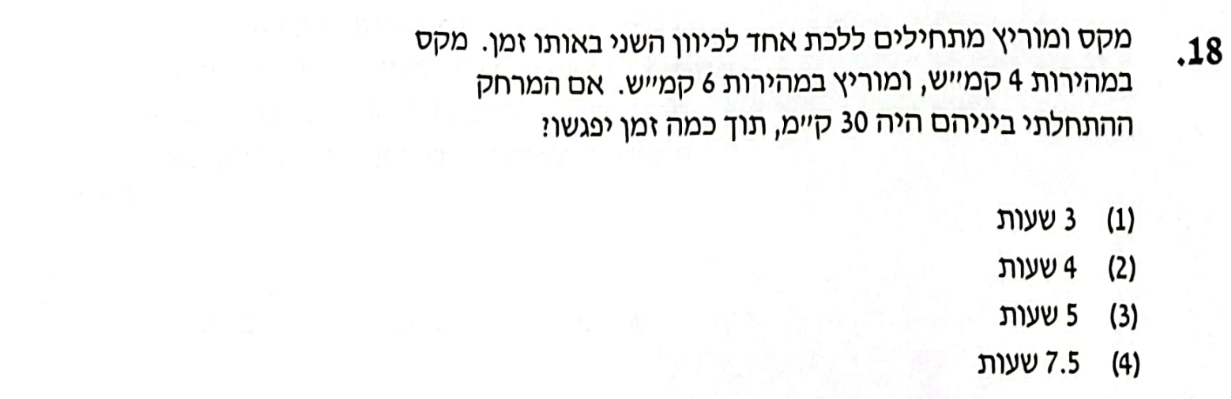 18. מקס ומוריץ מתחילים ללכת אחד לכיוון השני באותו זמן. מקס
במהירות 4 קמ״ש, ומוריץ במהירות 6 קמ״ש. אם המרחק
ההתחלתי ביניהם היה 30 ק״מ, תוך כמה זמן יפגשו?
(1) 3 שעות
(2) 4 שעות
(3) 5 שעות
(4) 7.5 שעות